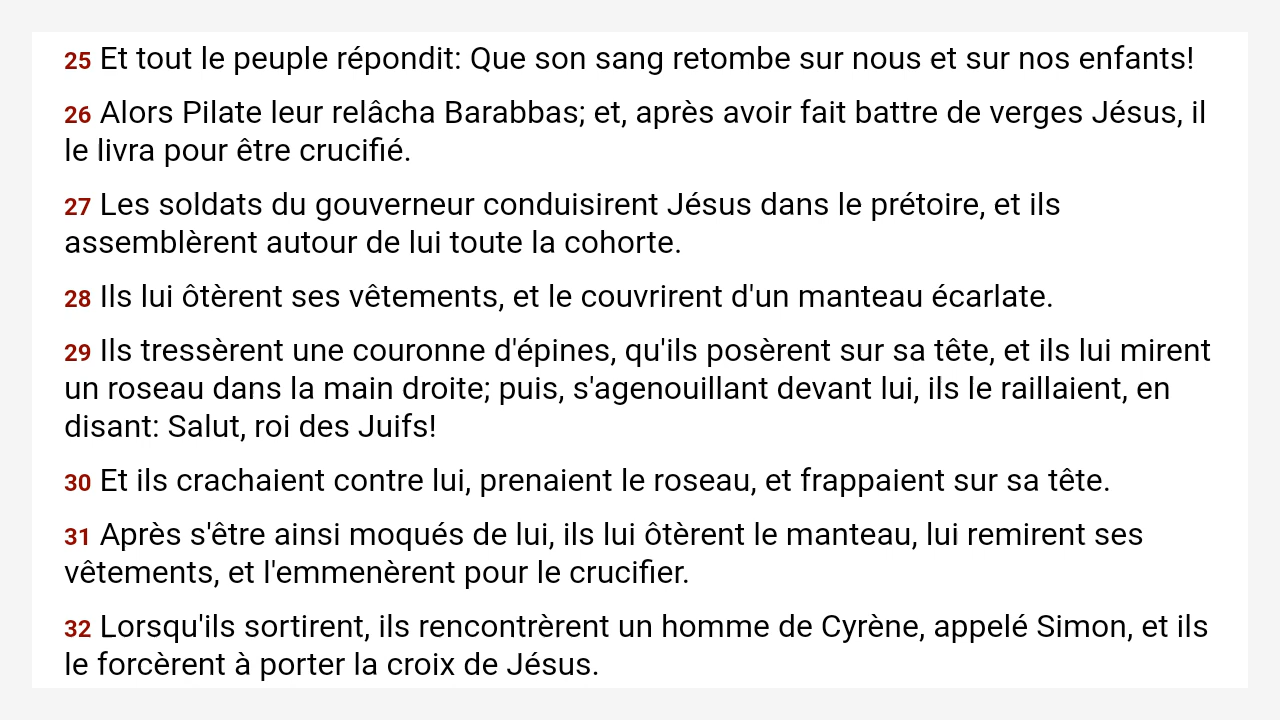 25 Et tout le peuple répondit: Que son sang retombe sur nous et sur nos enfants!
26 Alors Pilate leur relâcha Barabbas; et, après avoir fait battre de verges Jésus, il
le livra pour être crucifié.
27 Les soldats du gouverneur conduisirent Jésus dans le prétoire, et ils
assemblèrent autour de lui toute la cohorte.
28 Ils lui ôtèrent ses vêtements, et le couvrirent d'un manteau écarlate.
29 Ils tressèrent une couronne d'épines, qu'ils posèrent sur sa tête, et ils lui mirent
un roseau dans la main droite; puis, s'agenouillant devant lui, ils le raillaient, en
disant: Salut, roi des Juifs!
30 Et ils crachaient contre lui, prenaient le roseau, et frappaient sur sa tête.
31 Après s'être ainsi moqués de lui, ils lui ôtèrent le manteau, lui remirent ses
vêtements, et l'emmenèrent pour le crucifier.
32 Lorsqu'ils sortirent, ils rencontrèrent un homme de Cyrène, appelé Simon, et ils
le forcèrent à porter la croix de Jésus.